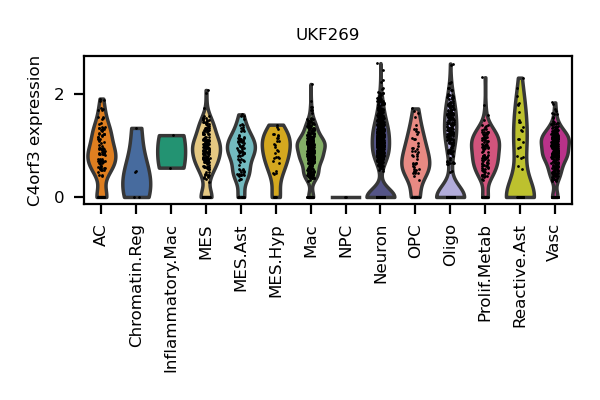 UKF269
C4orf3 expression
2
0
AC
Chromatin.Reg
Inflammatory.Mac
MES
MES.Ast
MES.Hyp
Mac
NPC
Neuron
OPC
Oligo
Prolif.Metab
Reactive.Ast
Vasc